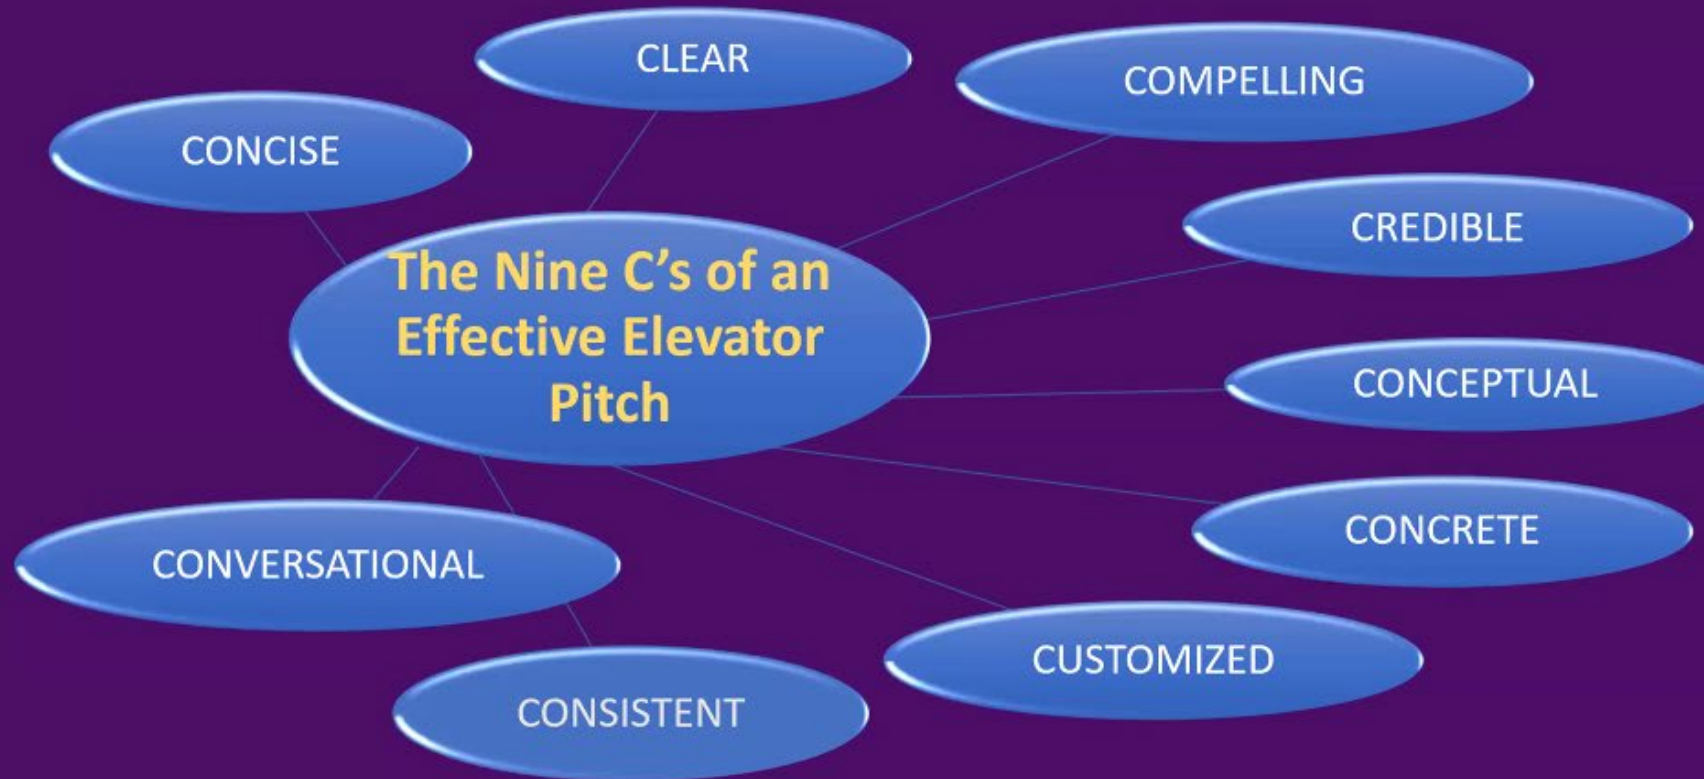 The Nine C’s of an
Effective Elevator
Pitch
CONCISE
CLEAR
COMPELLING
CREDIBLE
CONCEPTUAL
CONCRETE
CUSTOMIZED
CONSISTENT
CONVERSATIONAL